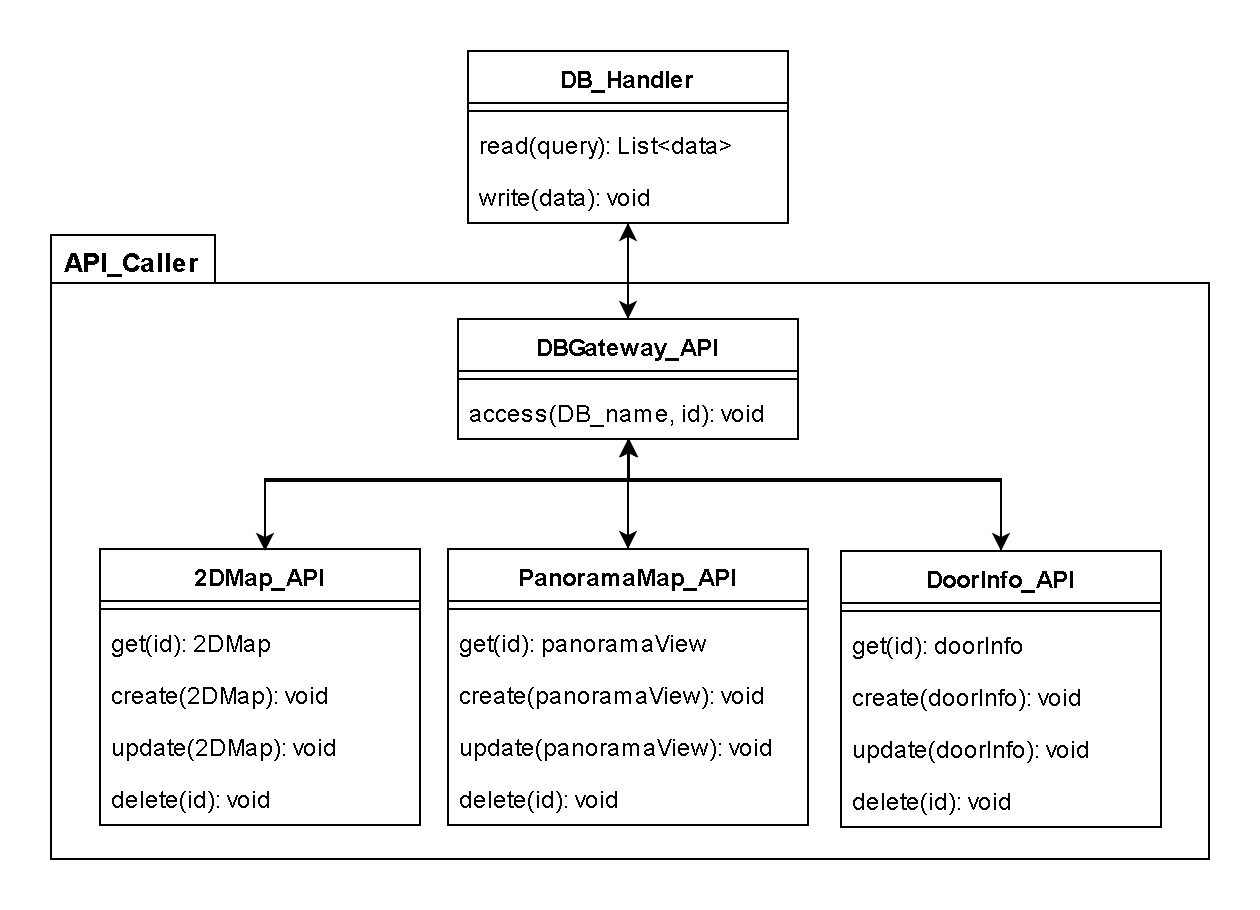 DB_Handler
read(query): List<data>
write(data): void
API_Caller
DBGateway_API
access(DB_name, id): void
2DMap_API
get(id): 2DMap
create(2DMap): void
update(2DMap): void
delete(id): void
PanoramaMap_API
get(id): panoramaView
create(panoramaView): void
update(panoramaView): void
delete(id): void
DoorInfo_API
get(id): doorInfo
create(doorInfo): void
update(doorInfo): void
delete(id): void